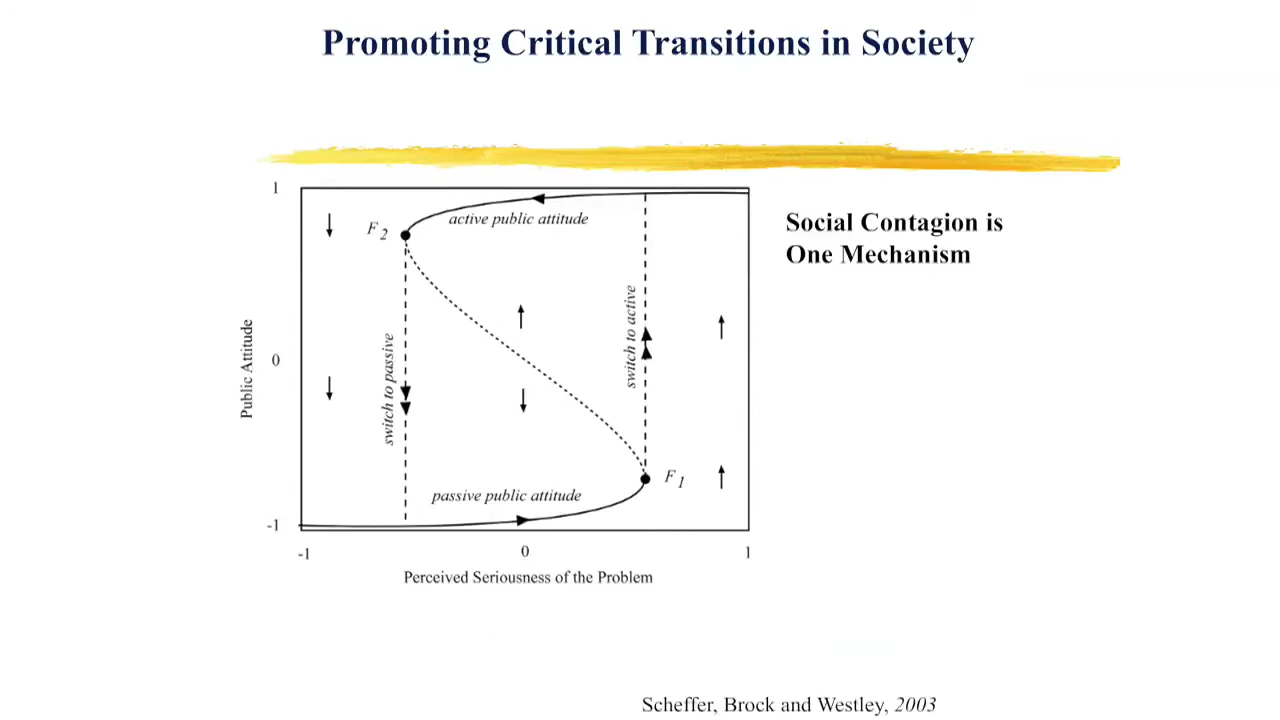 Promoting Critical Transitions in Society
1
active public attitude
F2
Social Contagion is
One Mechanism
switch to active
switch to passive
Public Attitude
0
F1
passive public attitude
-1
-1
0
1
Perceived Seriousness of the Problem
Scheffer, Brock and Westley, 2003